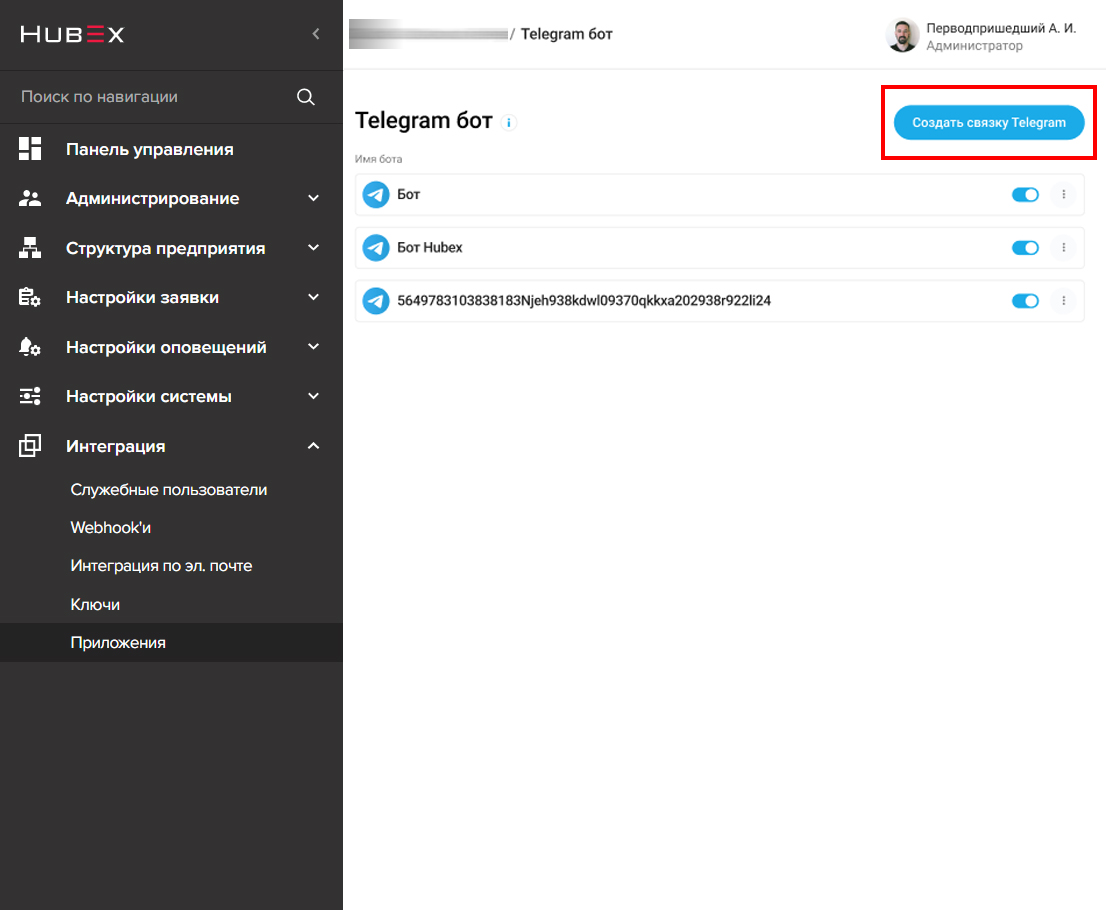 HUBEX
/ Telegram бот
Перводпришедший А. И.
Администратор
Поиск по навигации
Панель управления
Администрирование
Структура предприятия
Настройки заявки
Настройки оповещений
Настройки системы
Интеграция
Служебные пользователи
Webhook'и
Интеграция по эл. почте
Ключи
Приложения
Telegram бот
Создать связку Telegram
Имя бота
Бот
Бот Hubex
5649783103838183Njeh938kdwl09370qkkxa202938r922li24